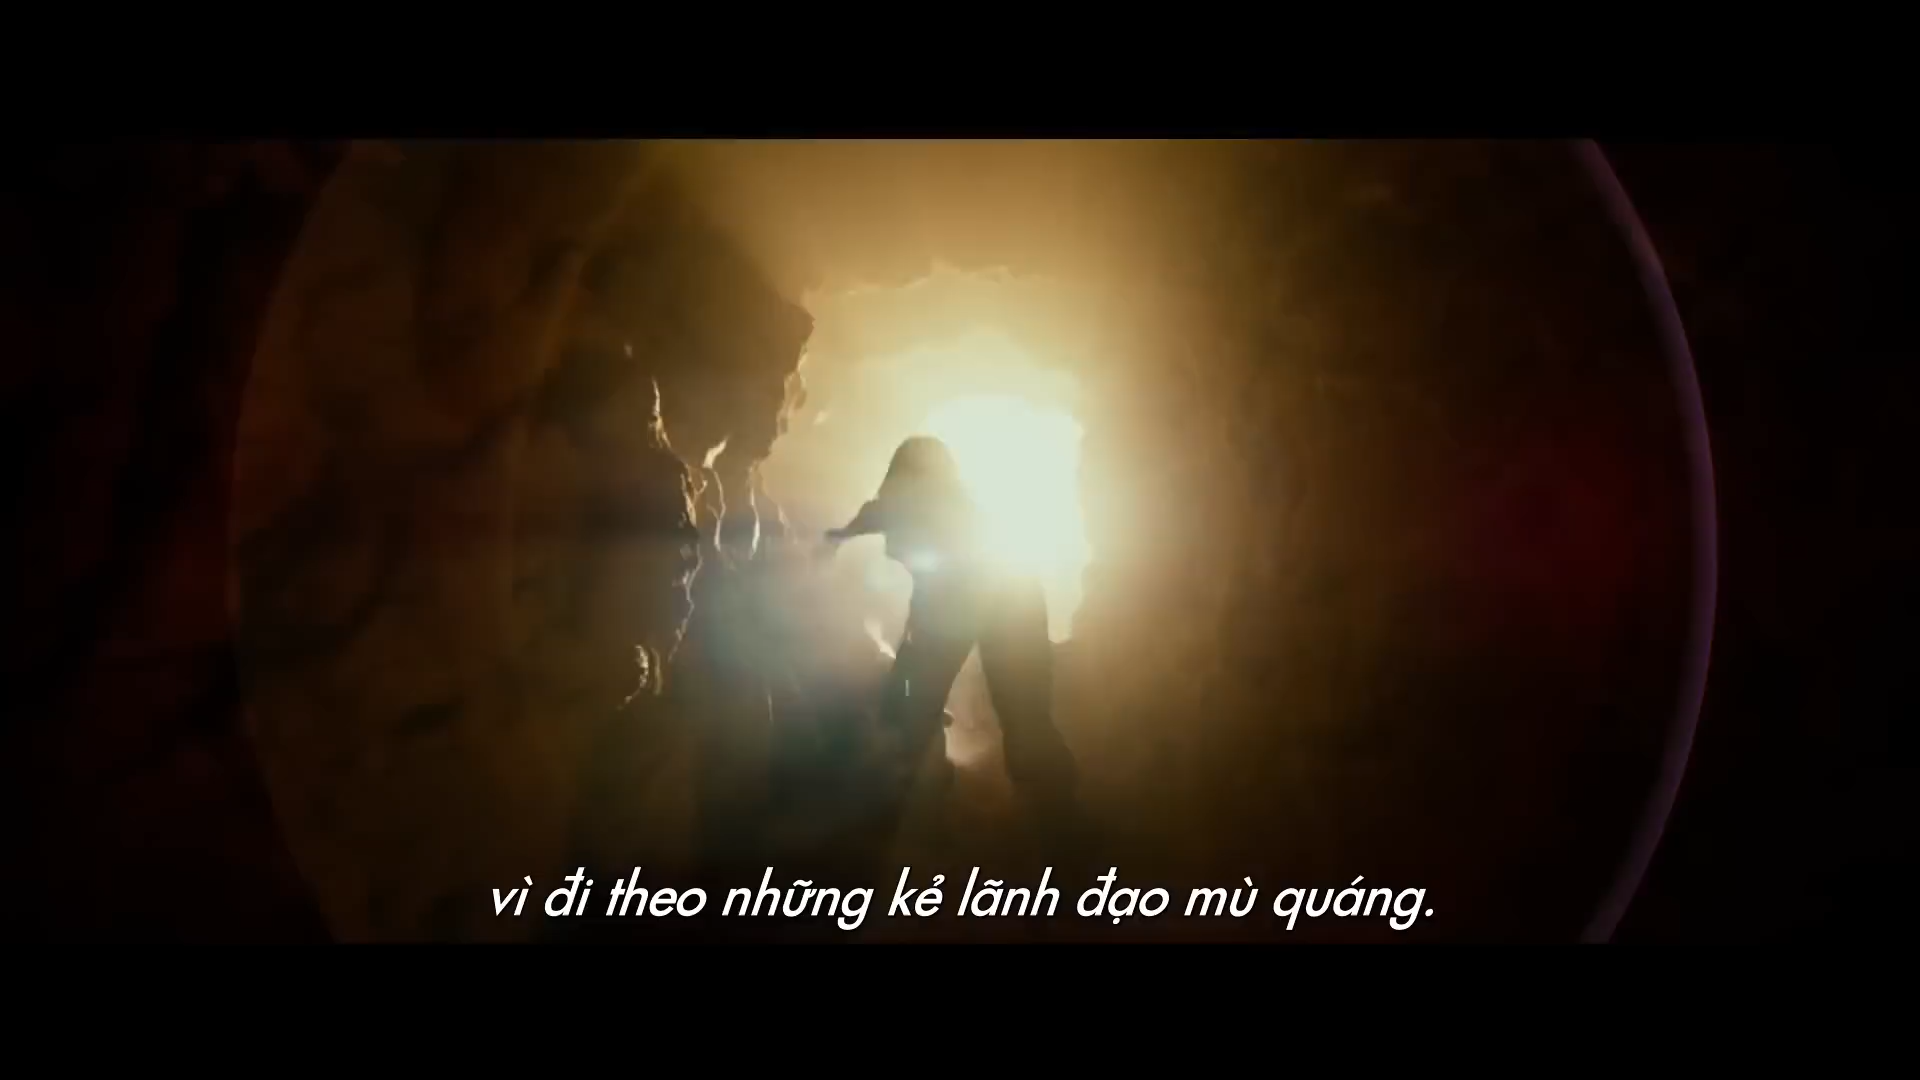 vì đi theo những kẻ lãnh đạo mù quáng.